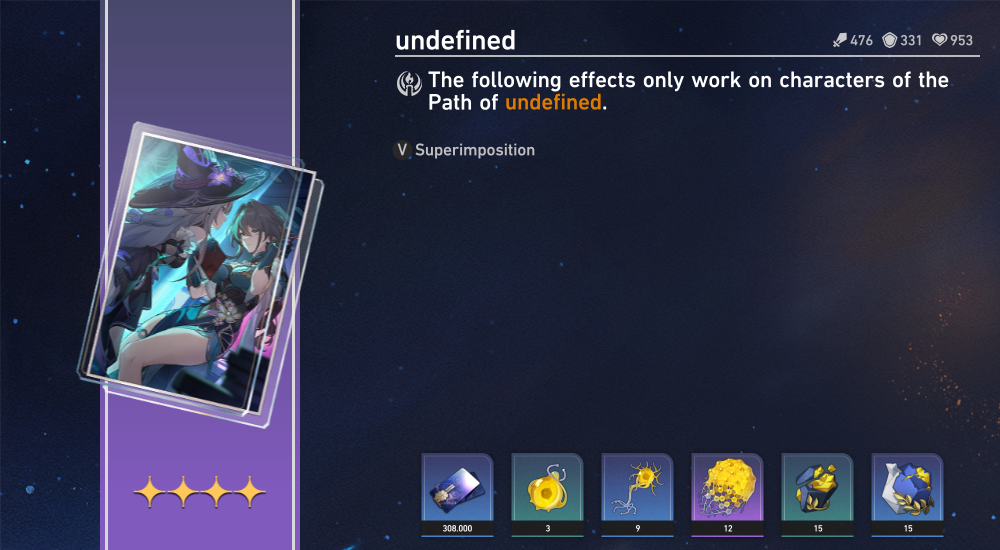 undefined
476 331 953
The following effects only work on characters of the
Path of undefined.
V Superimposition
308.000 3 9 12 15 15